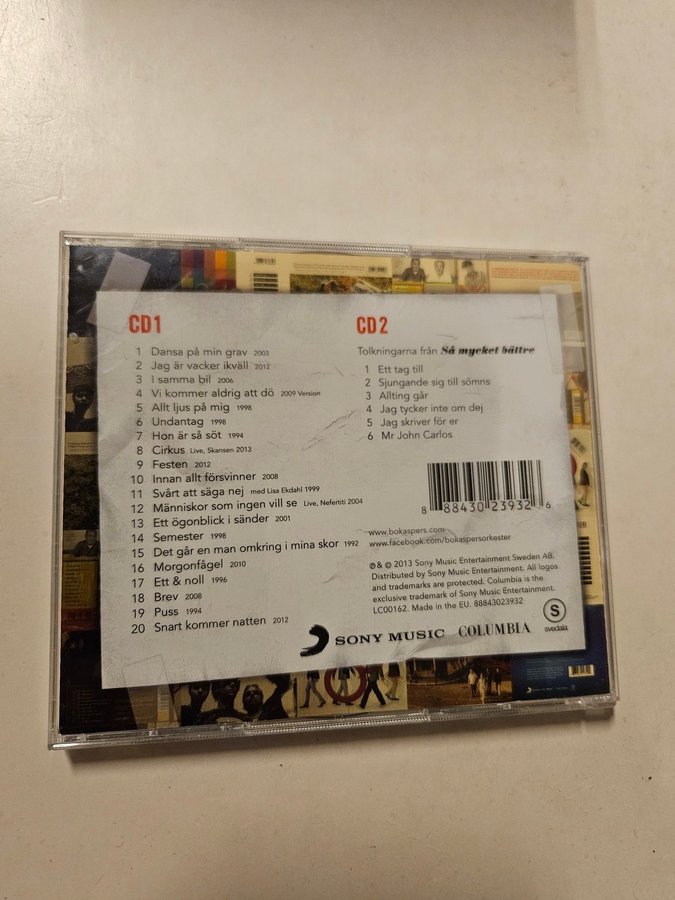 CD1
1 Dansa på min grav 2003
2 Jag är vacker ikväll 2012
3 I samma bil 2006
4 Vi kommer aldrig att dö 2009 Version
5 Allt ljus på mig 1998
6 Undantag 1998
7 Hon är så söt 1994
8 Cirkus Live, Skansen 2013
9 Festen 2012
10 Innan allt försvinner 2008
11 Svårt att säga nej med Lisa Ekdahl 1999
12 Människor som ingen vill se Live, Nefertiti 2004
13 Ett ögonblick i sänder 2001
14 Semester 1998
15 Det går en man omkring i mina skor 1992
16 Morgonfågel 2010
17 Ett & noll 1996
18 Brev 2008
19 Puss 1994
20 Snart kommer natten 2012
CD2
Tolkningarna från Så mycket bättre
1 Ett tag till
2 Sjungande sig till sömns
3 Allting går
4 Jag tycker inte om dej
5 Jag skriver för er
6 Mr John Carlos
8 88430 23932 6
www.bokaspers.com
www.facebook.com/bokaspersorkester
℗ & © 2013 Sony Music Entertainment Sweden AB.
Distributed by Sony Music Entertainment. All logos
and trademarks are protected. Columbia is the
exclusive trademark of Sony Music Entertainment.
LC00162. Made in the EU. 88843023932
SONY MUSIC COLUMBIA
S
svedala